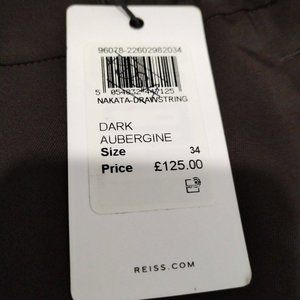 96078-22602982034
NAKATA-DRAWSTRING
DARK
AUBERGINE
Size 34
Price £125.00
REISS.COM